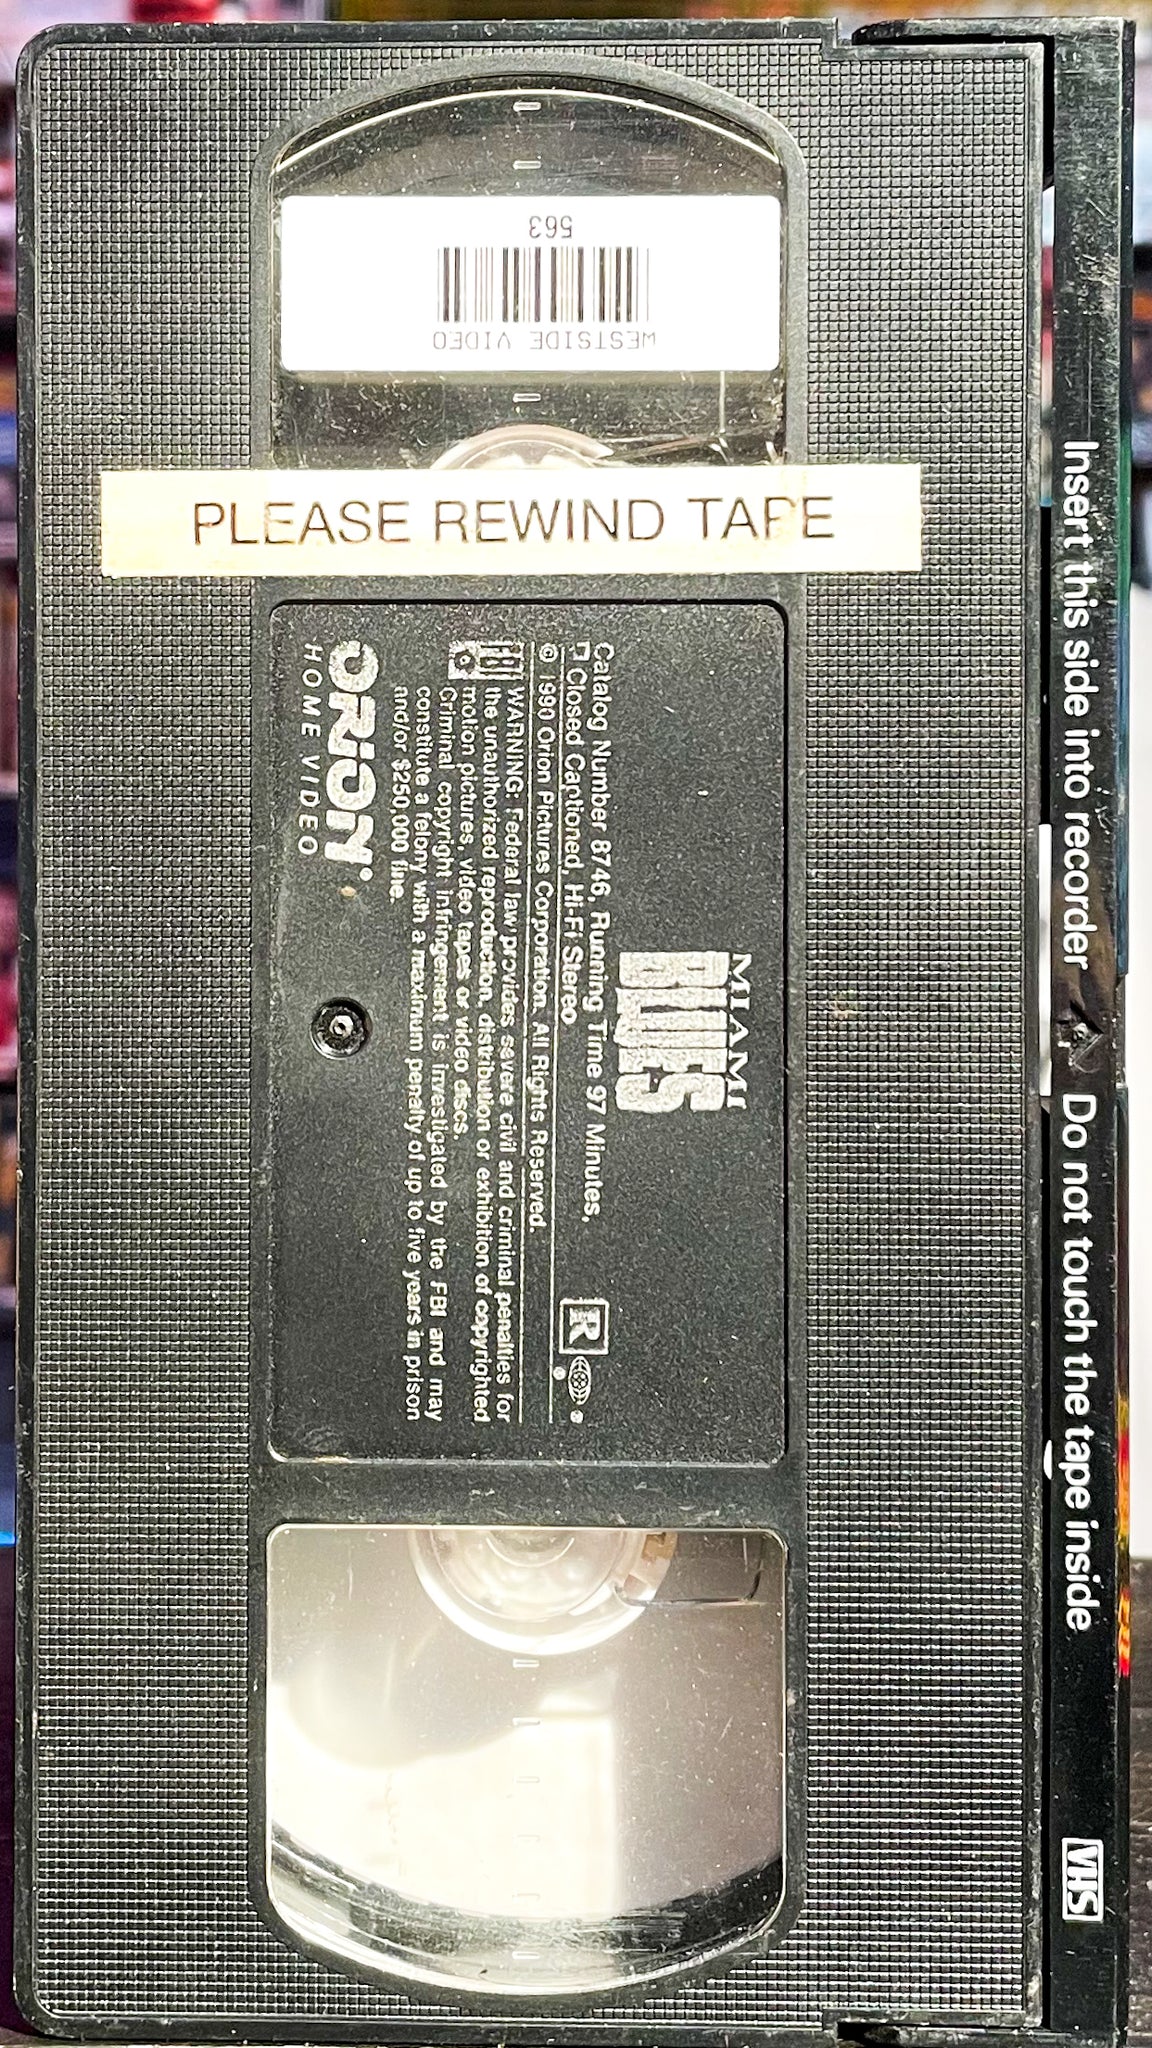 563
WESTSIDE VIDEO
PLEASE REWIND TAPE
MIAMI
BLUES
Catalog Number 8746, Running Time 97 Minutes,
Closed Captioned, Hi-Fi Stereo
R
© 1990 Orion Pictures Corporation. All Rights Reserved.
FBI WARNING: Federal law provides severe civil and criminal penalties for
the unauthorized reproduction, distribution or exhibition of copyrighted
motion pictures, video tapes or video discs.
Criminal copyright infringement is investigated by the FBI and may
constitute a felony with a maximum penalty of up to five years in prison
and/or $250,000 fine.
ORION®
HOME VIDEO
Insert this side into recorder Do not touch the tape inside
VHS